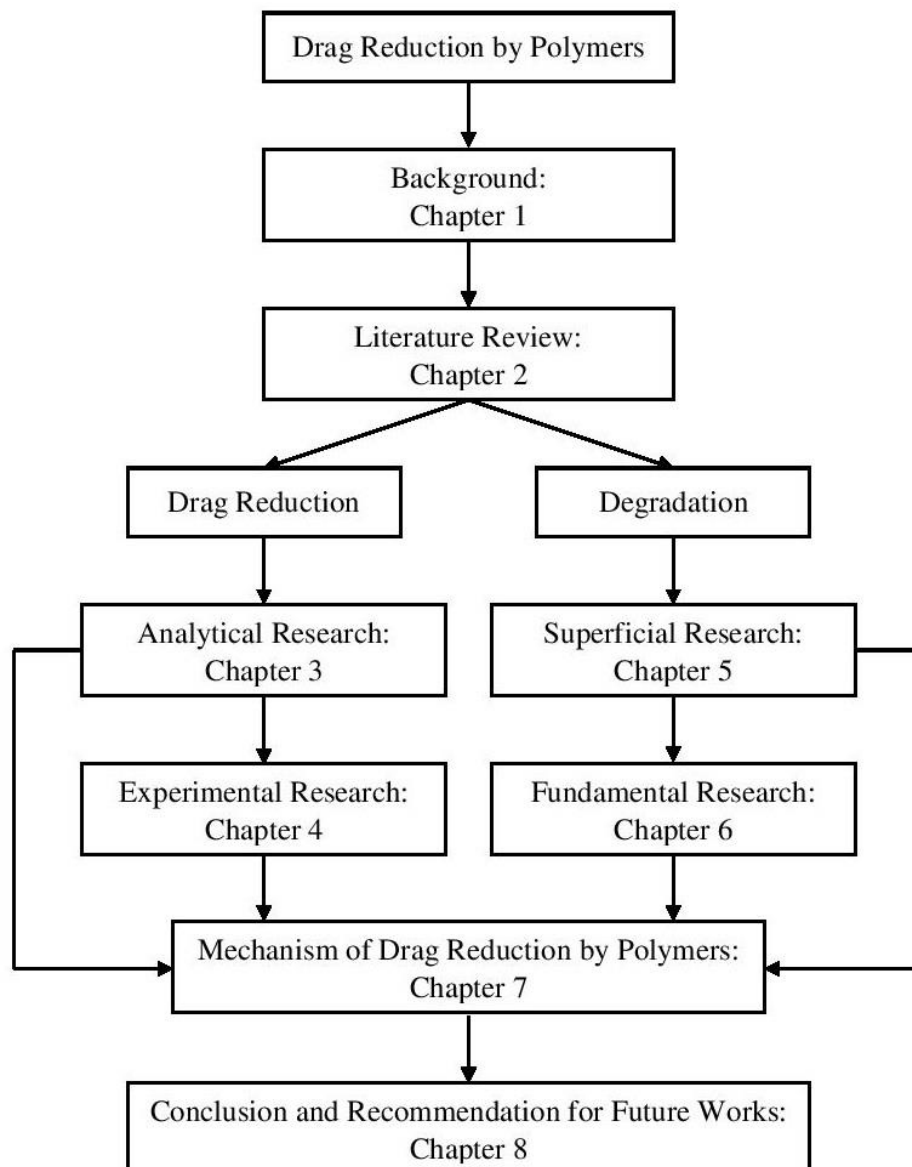 Drag Reduction by Polymers
Background:
Chapter 1
Literature Review:
Chapter 2
Drag Reduction
Degradation
Analytical Research:
Chapter 3
Superficial Research:
Chapter 5
Experimental Research:
Chapter 4
Fundamental Research:
Chapter 6
Mechanism of Drag Reduction by Polymers:
Chapter 7
Conclusion and Recommendation for Future Works:
Chapter 8